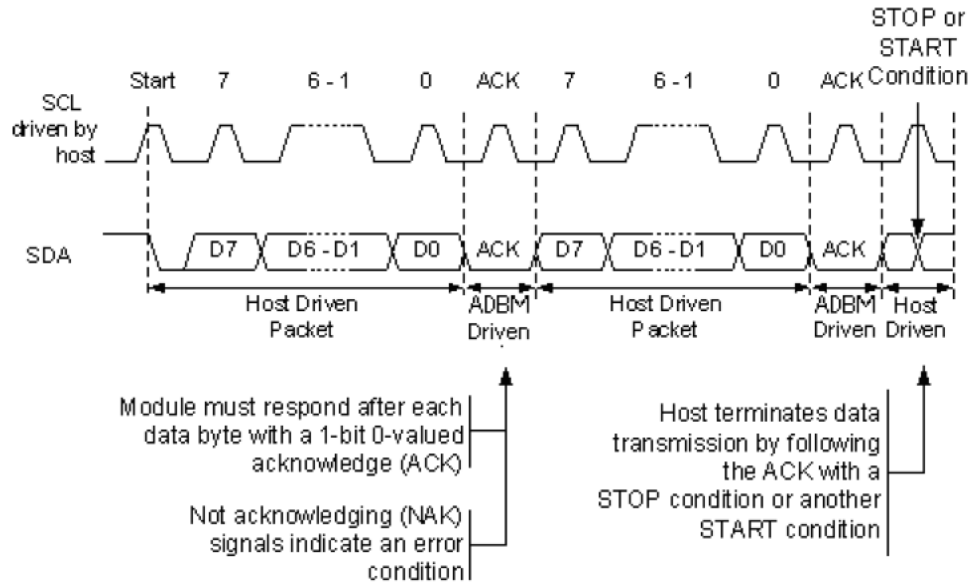 STOP or
START
Condition
Start 7 6 - 1 0 ACK 7 6 - 1 0 ACK
SCL
driven by
host
SDA
D7 D6 - D1 D0 ACK D7 D6 - D1 D0 ACK
Host Driven
Packet
ADBM
Driven
Host Driven
Packet
ADBM
Driven
Host
Driven
Module must respond after each
data byte with a 1-bit 0-valued
acknowledge (ACK)
Not acknowledging (NAK)
signals indicate an error
condition
Host terminates data
transmission by following
the ACK with a
STOP condition or another
START condition